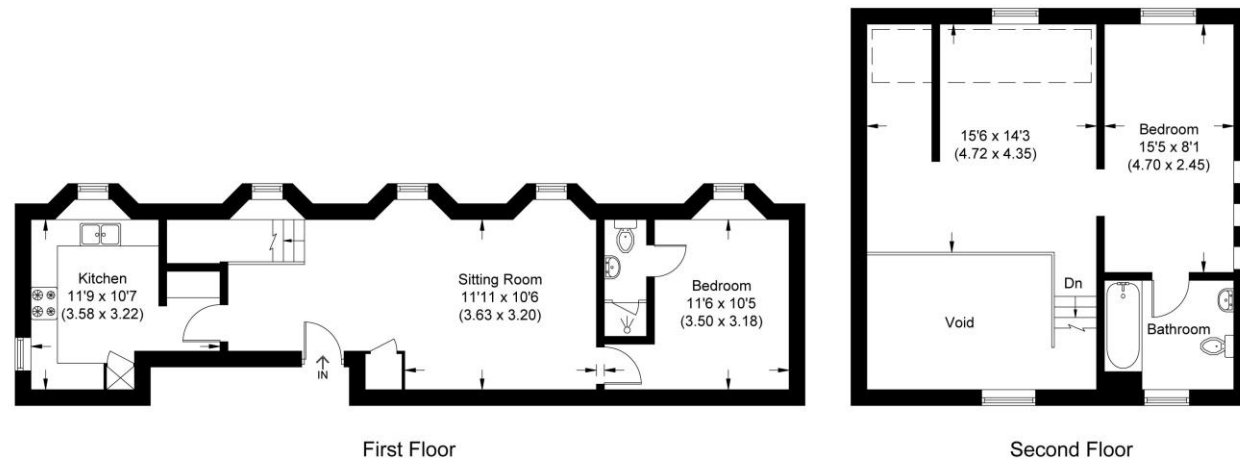 Kitchen
11'9 x 10'7
(3.58 x 3.22)
IN
Sitting Room
11'11 x 10'6
(3.63 x 3.20)
Bedroom
11'6 x 10'5
(3.50 x 3.18)
First Floor
15'6 x 14'3
(4.72 x 4.35)
Bedroom
15'5 x 8'1
(4.70 x 2.45)
Void
Dn
Bathroom
Second Floor